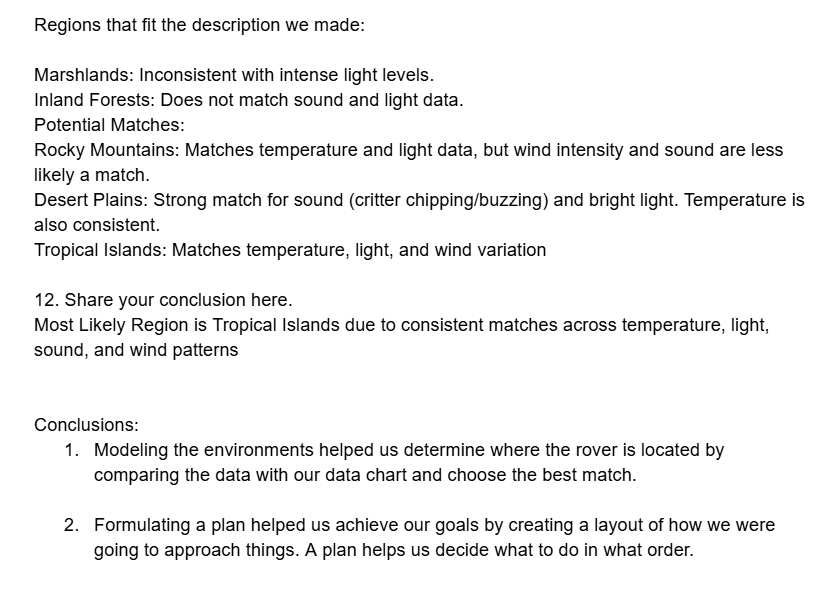 Regions that fit the description we made:
Marshlands: Inconsistent with intense light levels.
Inland Forests: Does not match sound and light data.
Potential Matches:
Rocky Mountains: Matches temperature and light data, but wind intensity and sound are less
likely a match.
Desert Plains: Strong match for sound (critter chipping/buzzing) and bright light. Temperature is
also consistent.
Tropical Islands: Matches temperature, light, and wind variation
12. Share your conclusion here.
Most Likely Region is Tropical Islands due to consistent matches across temperature, light,
sound, and wind patterns
Conclusions:
1. Modeling the environments helped us determine where the rover is located by
comparing the data with our data chart and choose the best match.
2. Formulating a plan helped us achieve our goals by creating a layout of how we were
going to approach things. A plan helps us decide what to do in what order.